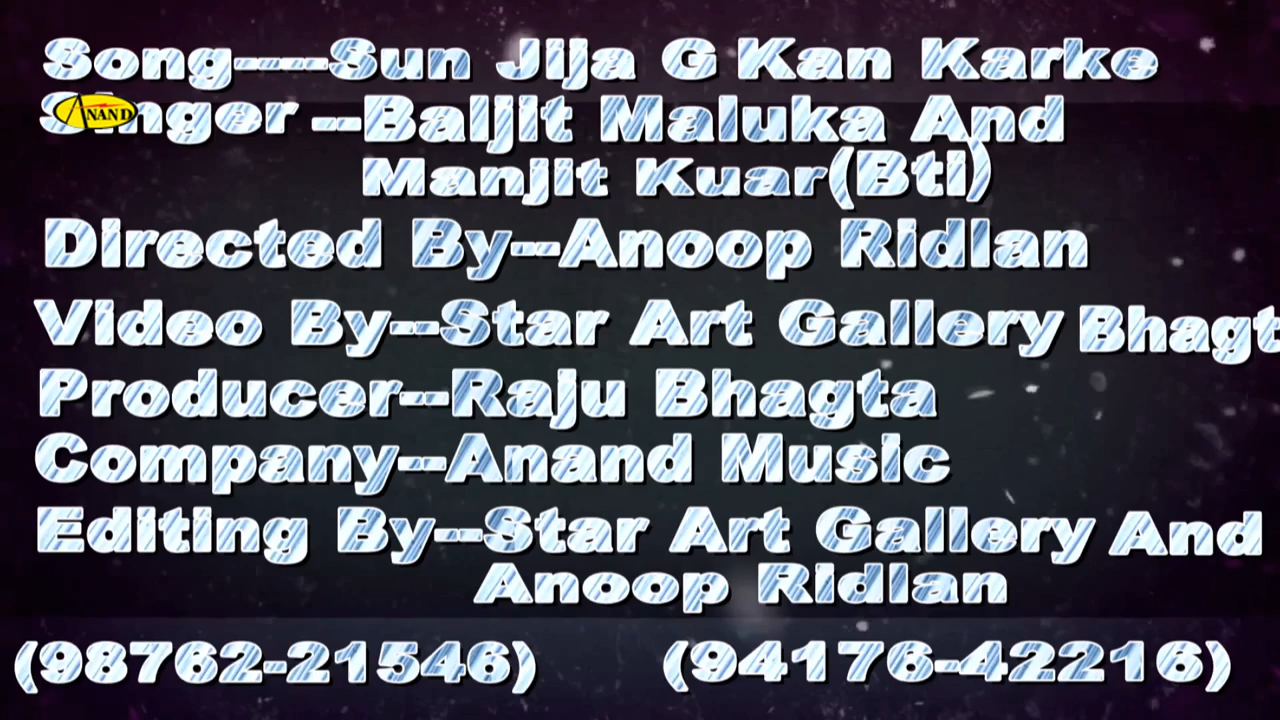 Song-----Sun Jija G Kan Karke
Singer --Baljit Maluka And
ANAND
Manjit Kuar(Bti)
Directed By--Anoop Ridlan
Video By--Star Art Gallery Bhagt
Producer--Raju Bhagta
Company--Anand Music
Editing By--Star Art Gallery And
Anoop Ridlan
(98762-21546) (94176-42216)